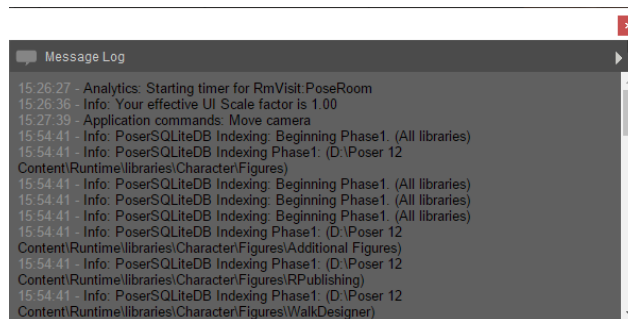 Message Log
15:26:27 - Analytics: Starting timer for RmVisit:PoseRoom
15:26:36 - Info: Your effective UI Scale factor is 1.00
15:27:39 - Application commands: Move camera
15:54:41 - Info: PoserSQLiteDB Indexing: Beginning Phase1. (All libraries)
15:54:41 - Info: PoserSQLiteDB Indexing Phase1: (D:\Poser 12
Content\Runtime\libraries\Character\Figures)
15:54:41 - Info: PoserSQLiteDB Indexing: Beginning Phase1. (All libraries)
15:54:41 - Info: PoserSQLiteDB Indexing: Beginning Phase1. (All libraries)
15:54:41 - Info: PoserSQLiteDB Indexing: Beginning Phase1. (All libraries)
15:54:41 - Info: PoserSQLiteDB Indexing Phase1: (D:\Poser 12
Content\Runtime\libraries\Character\Figures\Additional Figures)
15:54:41 - Info: PoserSQLiteDB Indexing Phase1: (D:\Poser 12
Content\Runtime\libraries\Character\Figures\RPublishing)
15:54:41 - Info: PoserSQLiteDB Indexing Phase1: (D:\Poser 12
Content\Runtime\libraries\Character\Figures\WalkDesigner)